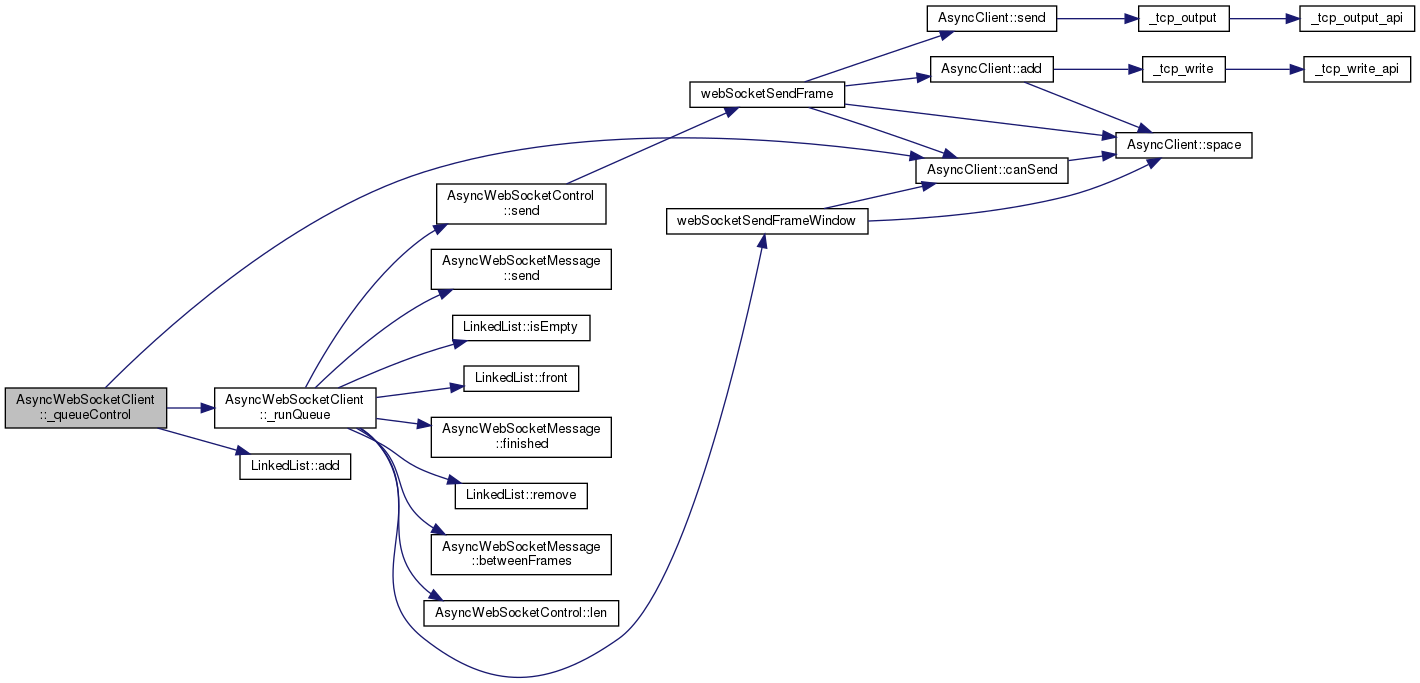 AsyncWebSocketClient
::_queueControl
AsyncWebSocketClient
::_runQueue
LinkedList::add
AsyncWebSocketControl
::send
AsyncWebSocketMessage
::send
LinkedList::isEmpty
LinkedList::front
AsyncWebSocketMessage
::finished
LinkedList::remove
AsyncWebSocketMessage
::betweenFrames
AsyncWebSocketControl::len
webSocketSendFrame
webSocketSendFrameWindow
AsyncClient::send
AsyncClient::add
AsyncClient::canSend
_tcp_output
_tcp_write
AsyncClient::space
_tcp_output_api
_tcp_write_api